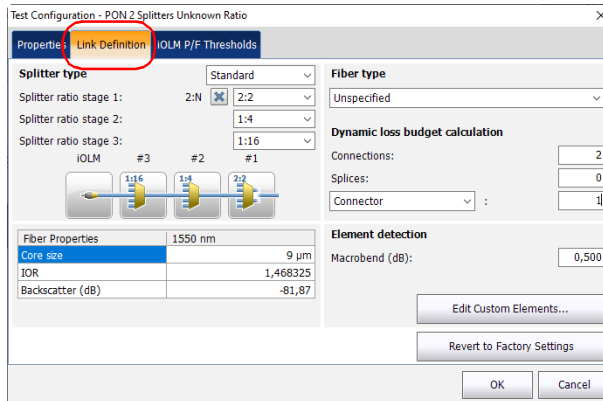 Test Configuration - PON 2 Splitters Unknown Ratio
Properties Link Definition iOLM P/F Thresholds
Splitter type Standard
Splitter ratio stage 1: 2:N 2:2
Splitter ratio stage 2: 1:4
Splitter ratio stage 3: 1:16
iOLM #3 #2 #1
1:16 1:4 2:2
Fiber Properties 1550 nm
Core size 9 µm
IOR 1,468325
Backscatter (dB) -81,87
Fiber type
Unspecified
Dynamic loss budget calculation
Connections: 2
Splices: 0
Connector : 1
Element detection
Macrobend (dB): 0,500
Edit Custom Elements...
Revert to Factory Settings
OK Cancel